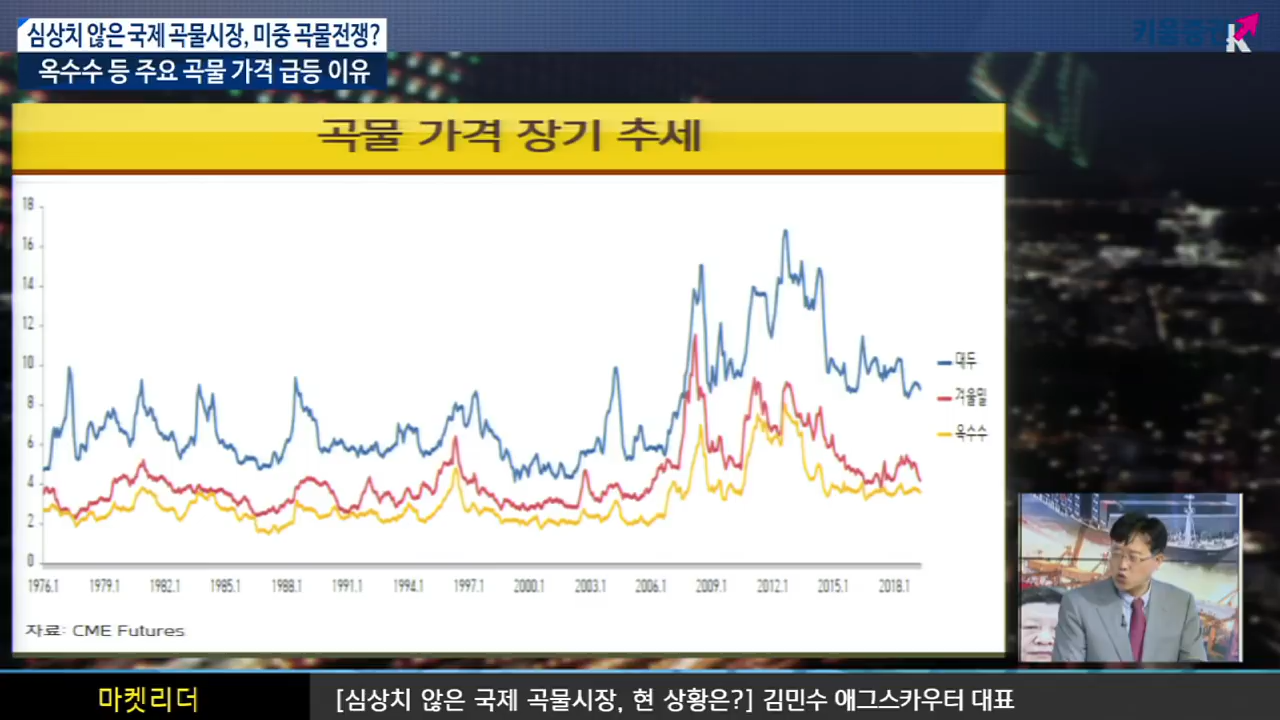 심상치 않은 국제 곡물시장, 미중 곡물전쟁?
옥수수 등 주요 곡물 가격 급등 이유
키움증권
곡물 가격 장기 추세
18
16
14
12
10
8
6
4
2
0
대두
겨울밀
옥수수
1976.1 1979.1 1982.1 1985.1 1988.1 1991.1 1994.1 1997.1 2000.1 2003.1 2006.1 2009.1 2012.1 2015.1 2018.1
자료: CME Futures
마켓리더
[심상치 않은 국제 곡물시장, 현 상황은?] 김민수 애그스카우터 대표